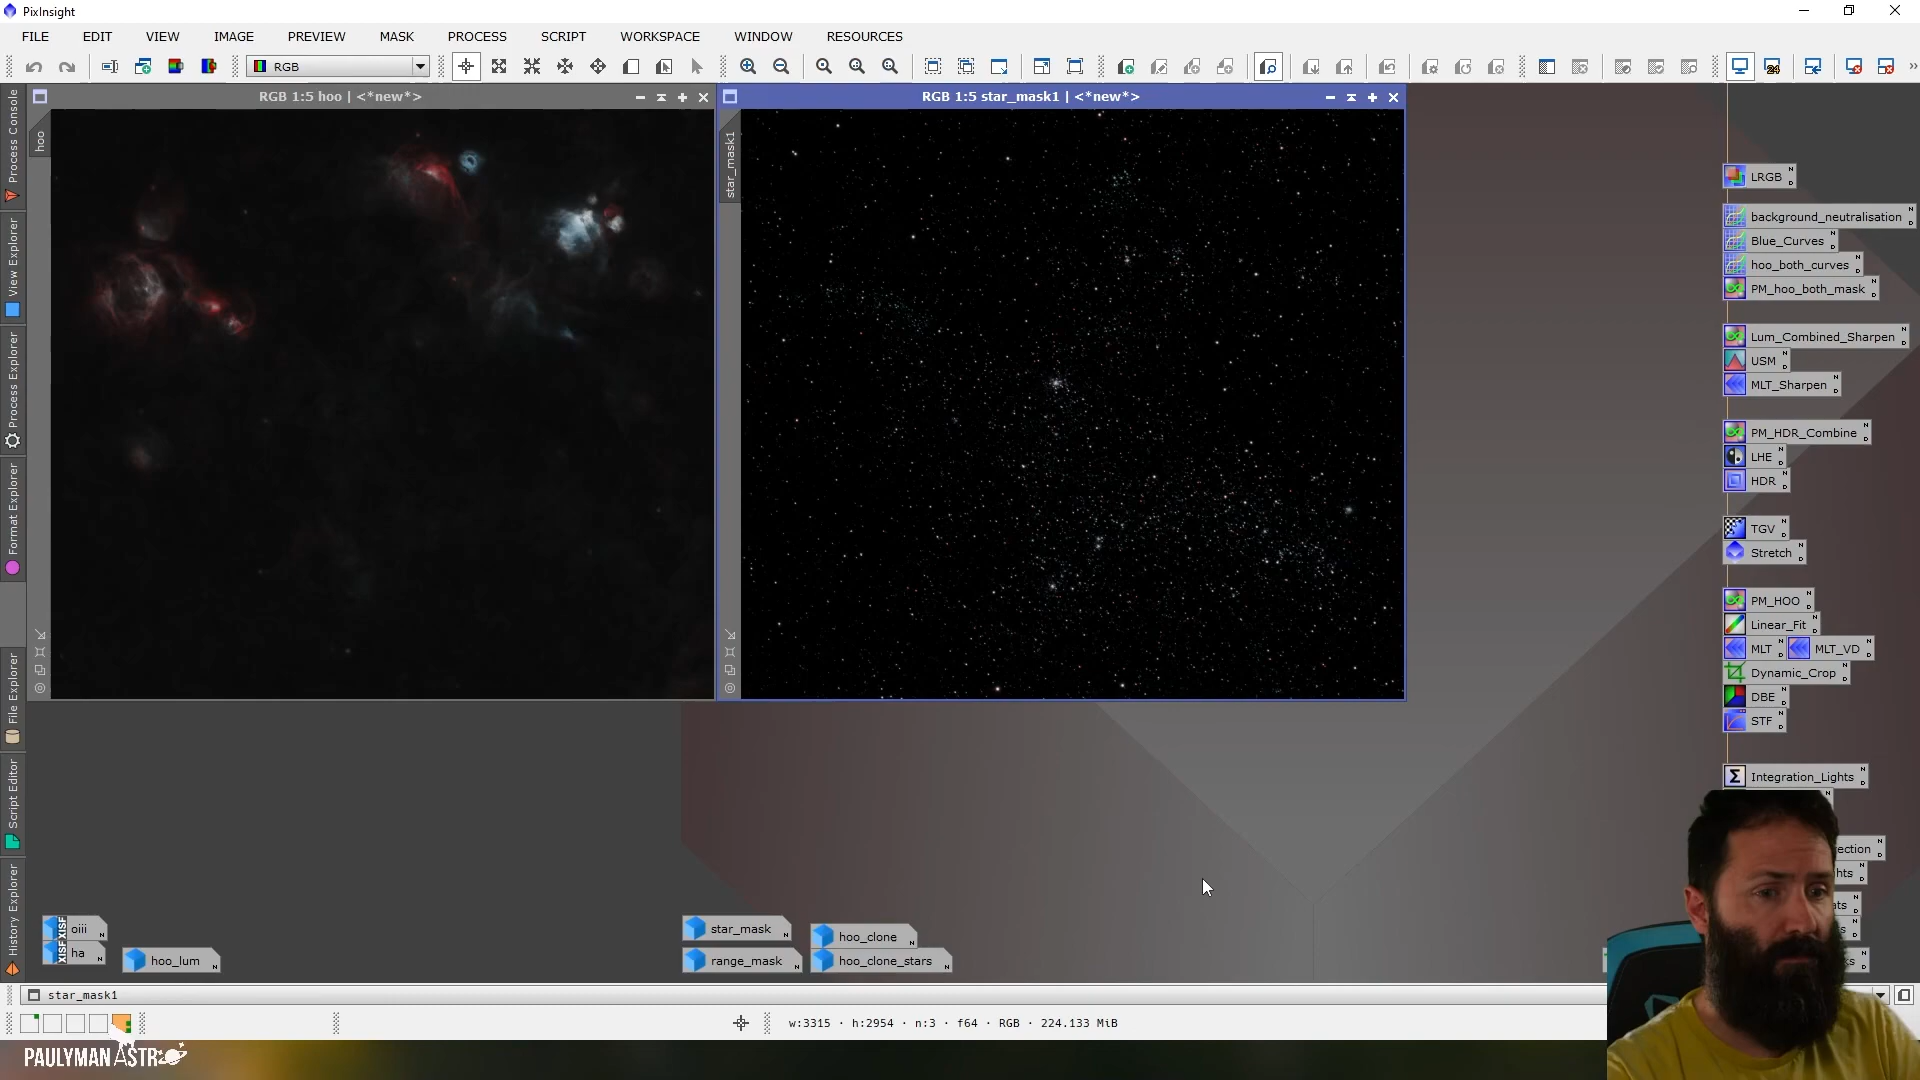 PixInsight
FILE EDIT VIEW IMAGE PREVIEW MASK PROCESS SCRIPT WORKSPACE WINDOW RESOURCES
RGB
24
RGB 1:5 hoo | <*new*>
RGB 1:5 star_mask1 | <*new*>
hoo
star_mask1
Process Console
View Explorer
Process Explorer
Format Explorer
File Explorer
Script Editor
History Explorer
LRGB
background_neutralisation
Blue_Curves
hoo_both_curves
PM_hoo_both_mask
Lum_Combined_Sharpen
USM
MLT_Sharpen
PM_HDR_Combine
LHE
HDR
TGV
Stretch
PM_HOO
Linear_Fit
MLT MLT_VD
Dynamic_Crop
DBE
STF
Integration_Lights
XISF oiii
XISF ha
hoo_lum
star_mask
range_mask
hoo_clone
hoo_clone_stars
star_mask1
w:3315 · h:2954 · n:3 · f64 · RGB · 224.133 MiB
PAULYMAN ASTRO